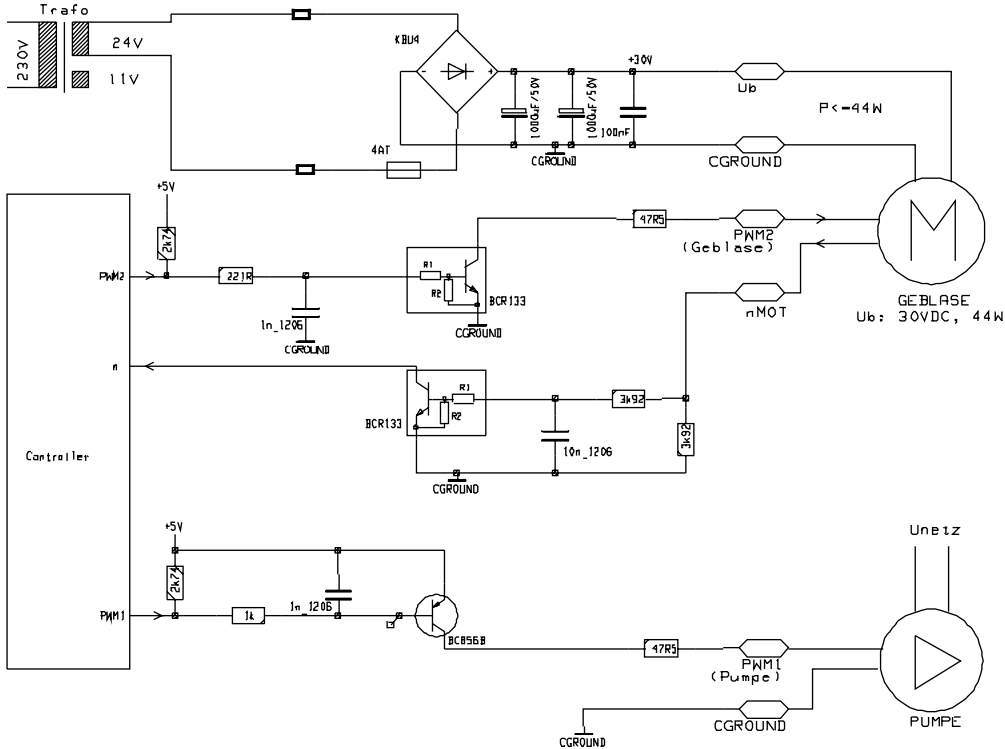 Trafo
230V
24V
11V
KBU4
-
+
+30V
1000uF/50V
1000uF/50V
100nF
Ub
P<=44W
4AT
CGROUND
CGROUND
+5V
2k74
47R5
PWM2
(Geblase)
M
PWM2
221R
R1
R2
BCR133
nMOT
GEBLASE
Ub: 30VDC, 44W
1n_1206
CGROUND
CGROUND
n
R1
R2
3k92
BCR133
3k92
10n_1206
Controller
CGROUND
+5V
Unetz
2k74
1n_1206
PWM1
1k
BC856B
47R5
PWM1
(Pumpe)
CGROUND
PUMPE
CGROUND